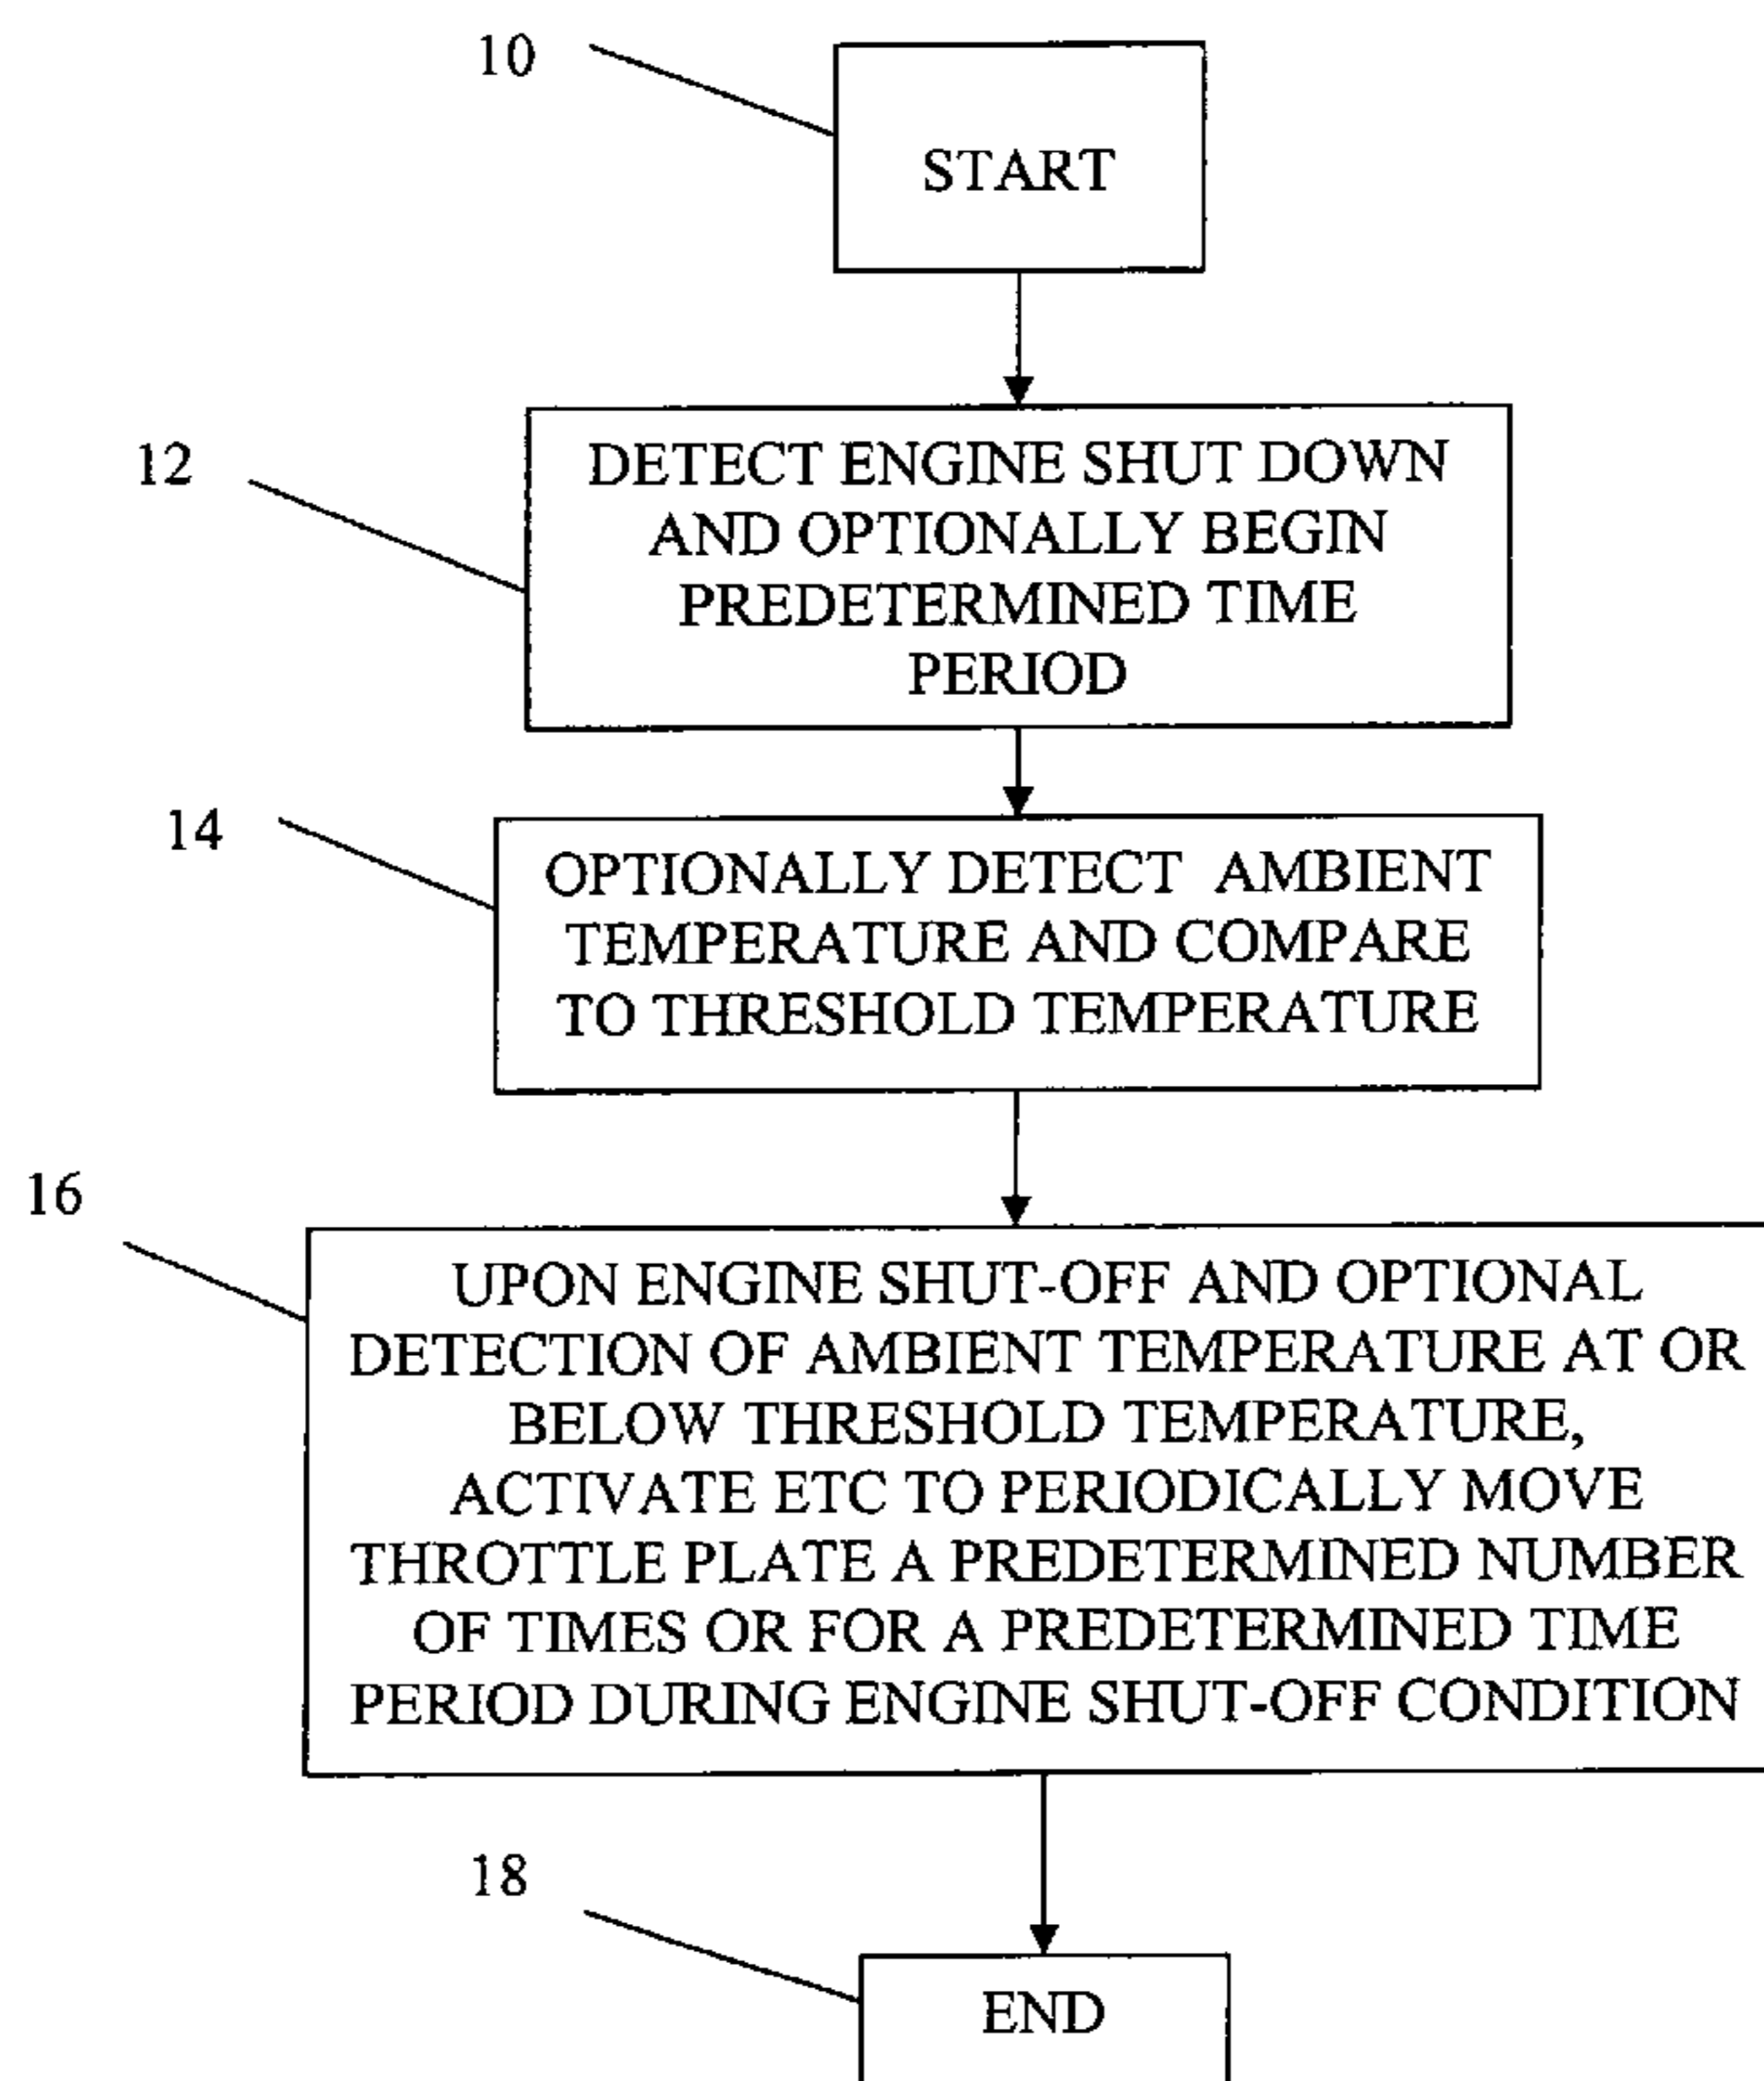 10
START
12
DETECT ENGINE SHUT DOWN
AND OPTIONALLY BEGIN
PREDETERMINED TIME
PERIOD
14
OPTIONALLY DETECT AMBIENT
TEMPERATURE AND COMPARE
TO THRESHOLD TEMPERATURE
16
UPON ENGINE SHUT-OFF AND OPTIONAL
DETECTION OF AMBIENT TEMPERATURE AT OR
BELOW THRESHOLD TEMPERATURE,
ACTIVATE ETC TO PERIODICALLY MOVE
THROTTLE PLATE A PREDETERMINED NUMBER
OF TIMES OR FOR A PREDETERMINED TIME
PERIOD DURING ENGINE SHUT-OFF CONDITION
18
END